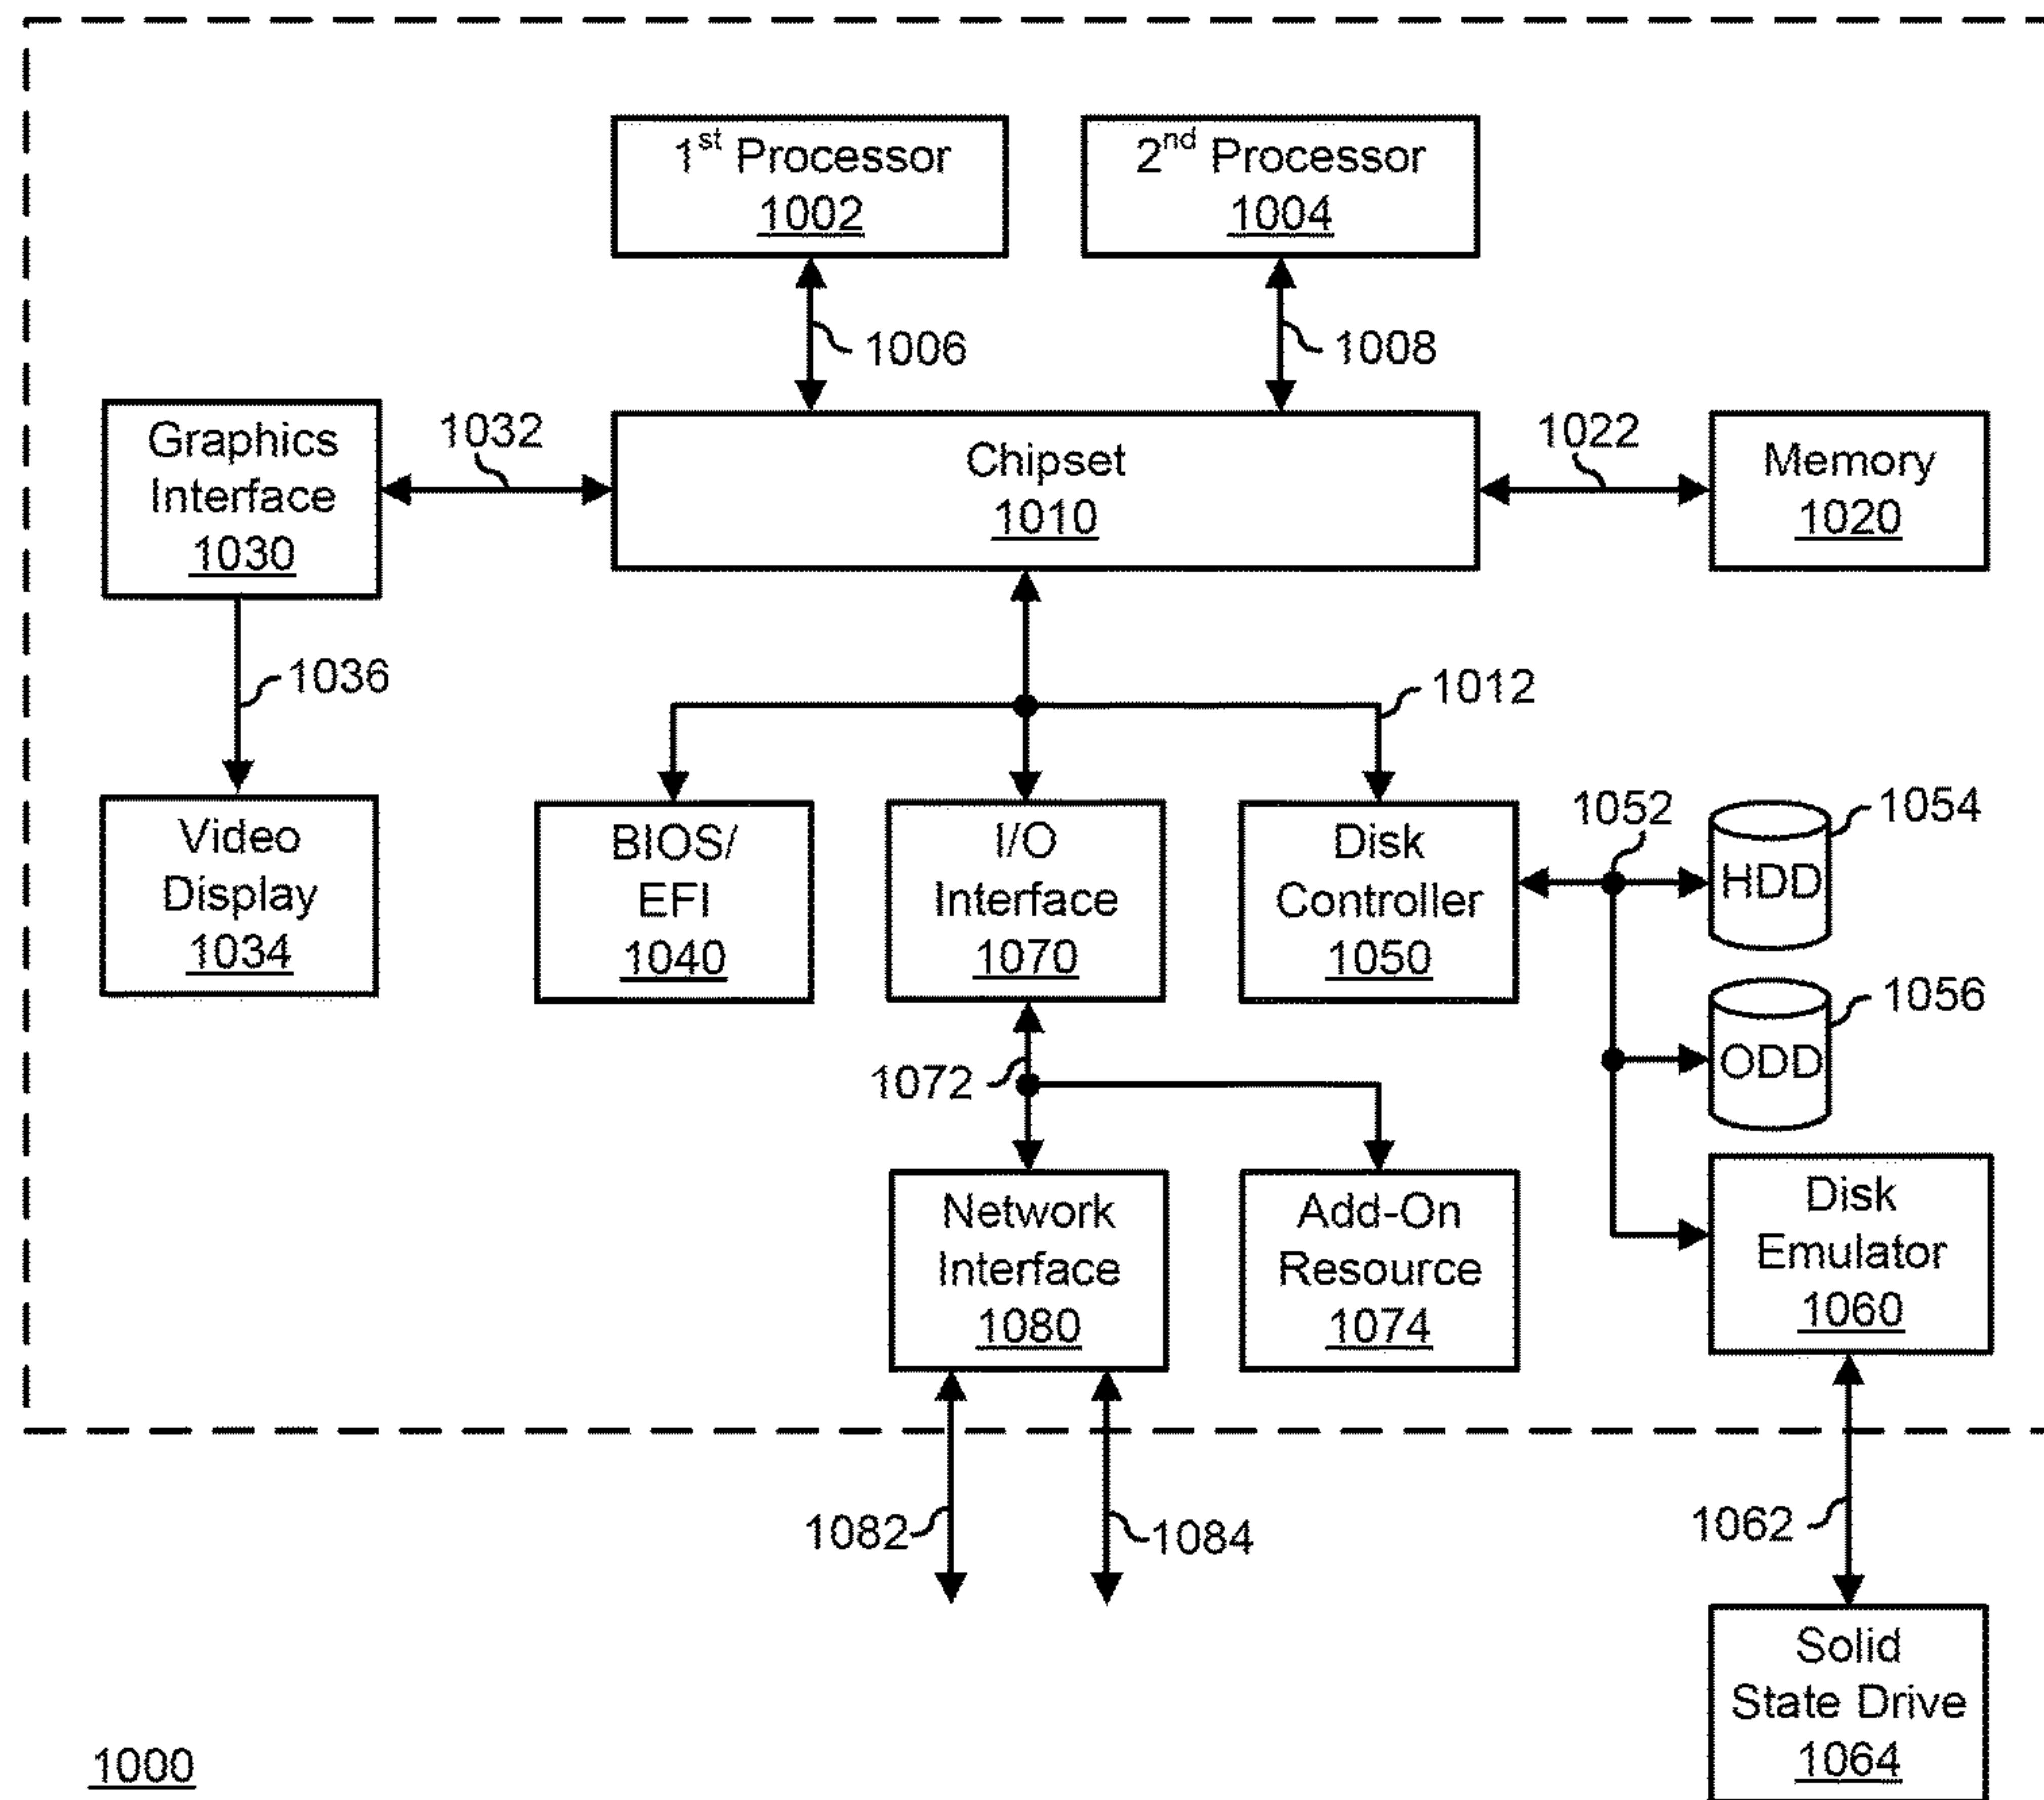 1st Processor
1002
2nd Processor
1004
1006
1008
Graphics
Interface
1030
1032
Chipset
1010
1022
Memory
1020
1036
1012
Video
Display
1034
BIOS/
EFI
1040
I/O
Interface
1070
Disk
Controller
1050
1052
HDD
1054
ODD
1056
1072
Network
Interface
1080
Add-On
Resource
1074
Disk
Emulator
1060
1082
1084
1062
Solid
State Drive
1064
1000